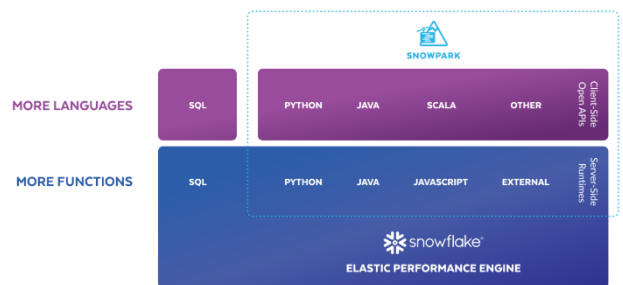 SNOWPARK
MORE LANGUAGES
SQL
PYTHON JAVA SCALA OTHER
Client-Side
Open APIs
MORE FUNCTIONS
SQL
PYTHON JAVA JAVASCRIPT EXTERNAL
Server-Side
Runtimes
snowflake®
ELASTIC PERFORMANCE ENGINE